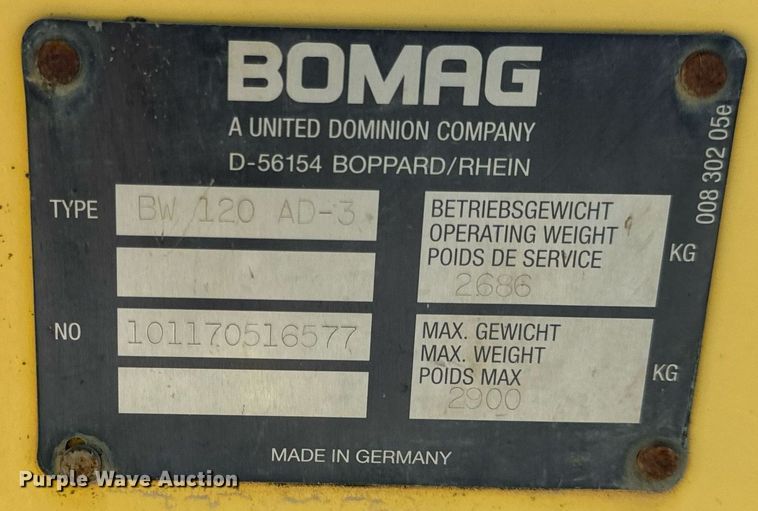 BOMAG
A UNITED DOMINION COMPANY
D-56154 BOPPARD/RHEIN
008 302 05e
TYPE BW 120 AD-3
BETRIEBSGEWICHT
OPERATING WEIGHT
POIDS DE SERVICE
2686
KG
NO 101170516577
MAX. GEWICHT
MAX. WEIGHT
POIDS MAX
2900
KG
MADE IN GERMANY
Purple Wave Auction